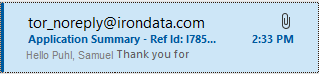 tor_noreply@irondata.com
Application Summary - Ref Id: I785... 2:33 PM
Hello Puhl, Samuel Thank you for